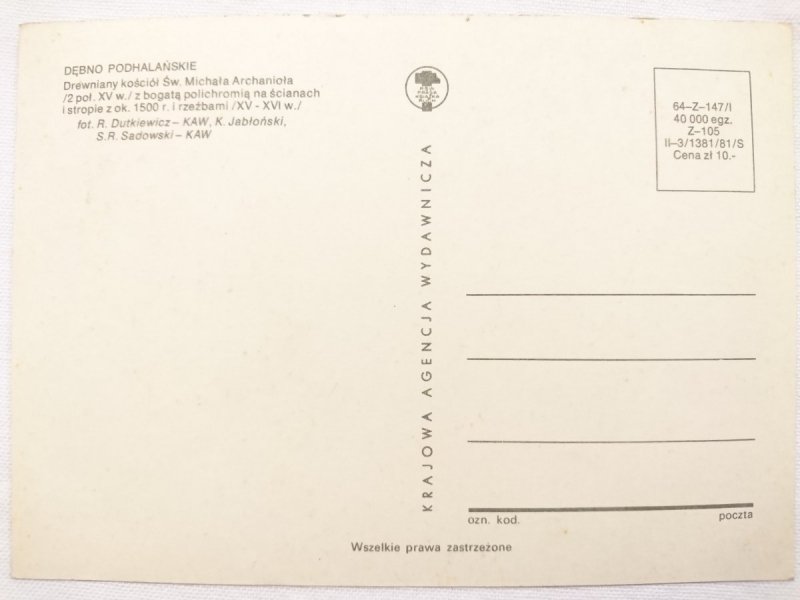 DĘBNO PODHALAŃSKIE
Drewniany kościół Św. Michała Archanioła
/2 poł. XV w./ z bogatą polichromią na ścianach
i stropie z ok. 1500 r. i rzeźbami /XV - XVI w./
fot. R. Dutkiewicz – KAW, K. Jabłoński,
S.R. Sadowski – KAW
KRAJOWA AGENCJA WYDAWNICZA
64–Z–147/I
40 000 egz.
Z–105
II–3/1381/81/S
Cena zł 10.-
ozn. kod.
poczta
Wszelkie prawa zastrzeżone